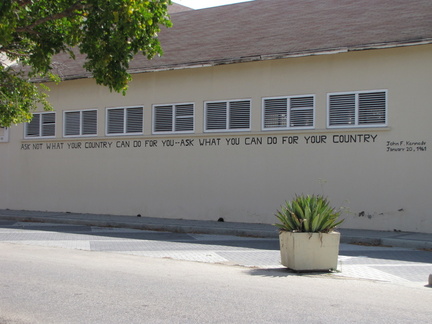 ASK NOT WHAT YOUR COUNTRY CAN DO FOR YOU--ASK WHAT YOU CAN DO FOR YOUR COUNTRY
John F. Kennedy
January 20, 1961